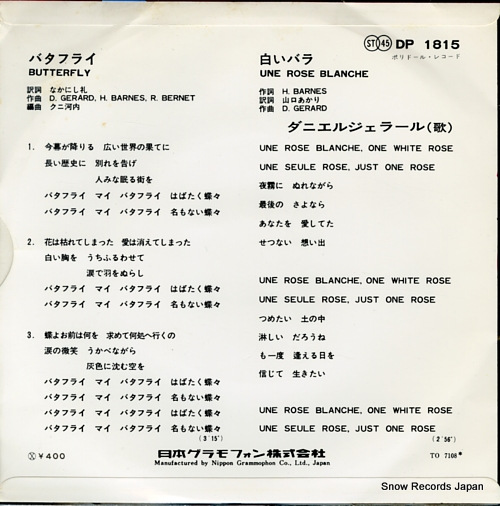 ST 45 DP 1815
ポリドール・レコード
バタフライ
BUTTERFLY
訳詞 なかにし礼
作曲 D. GERARD, H. BARNES, R. BERNET
編曲 クニ河内
白いバラ
UNE ROSE BLANCHE
作詞 H. BARNES
訳詞 山口あかり
作曲 D. GERARD
ダニエルジェラール(歌)
1. 今幕が降りる 広い世界の果てに
長い歴史に 別れを告げ
人みな眠る街を
バタフライ マイ バタフライ はばたく蝶々
バタフライ マイ バタフライ 名もない蝶々
2. 花は枯れてしまった 愛は消えてしまった
白い胸を うちふるわせて
涙で羽をぬらし
バタフライ マイ バタフライ はばたく蝶々
バタフライ マイ バタフライ 名もない蝶々
3. 蝶よお前は何を 求めて何処へ行くの
涙の微笑 うかべながら
灰色に沈む空を
バタフライ マイ バタフライ はばたく蝶々
バタフライ マイ バタフライ 名もない蝶々
バタフライ マイ バタフライ はばたく蝶々
バタフライ マイ バタフライ 名もない蝶々
(3'15")
UNE ROSE BLANCHE, ONE WHITE ROSE
UNE SEULE ROSE, JUST ONE ROSE
夜霧に ぬれながら
最後の さよなら
あなたを 愛してた
せつない 想い出
UNE ROSE BLANCHE, ONE WHITE ROSE
UNE SEULE ROSE, JUST ONE ROSE
つめたい 土の中
淋しい だろうね
も一度 逢える日を
信じて 生きたい
UNE ROSE BLANCHE, ONE WHITE ROSE
UNE SEULE ROSE, JUST ONE ROSE
(2'56")
¥400
日本グラモフォン株式会社
Manufactured by Nippon Grammophon Co., Ltd., Japan
TO 7108*
Snow Records Japan